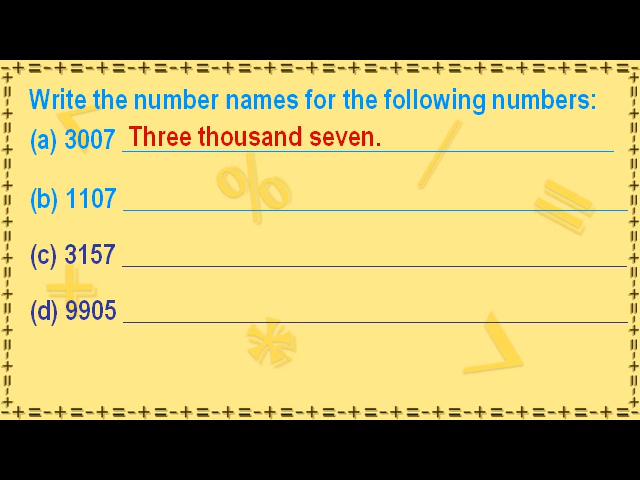 Write the number names for the following numbers:
(a) 3007 Three thousand seven.
(b) 1107
(c) 3157
(d) 9905